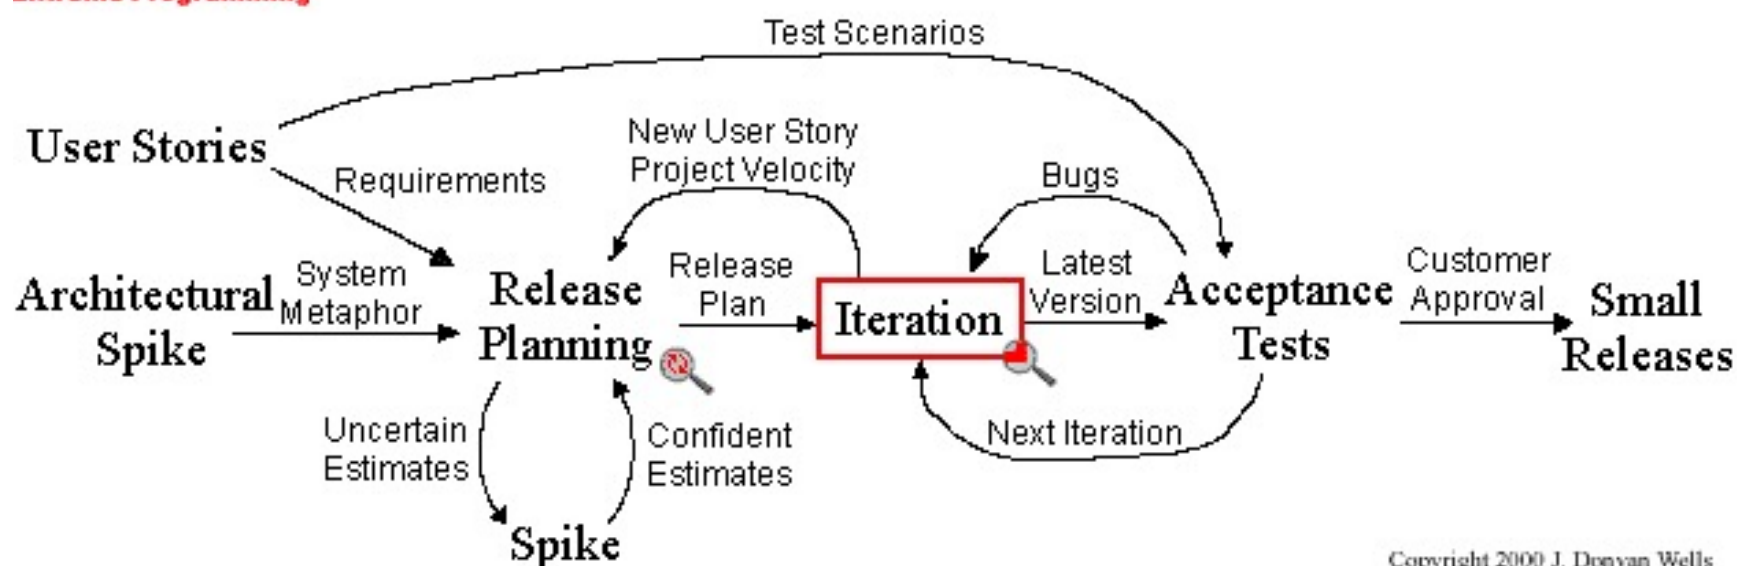 Test Scenarios
User Stories
New User Story
Project Velocity
Requirements
Bugs
Architectural
Spike
System
Metaphor
Release
Planning
Release
Plan
Iteration
Latest
Version
Acceptance
Tests
Customer
Approval
Small
Releases
Uncertain
Estimates
Confident
Estimates
Next Iteration
Spike
Copyright 2000 J. Donvan Wells